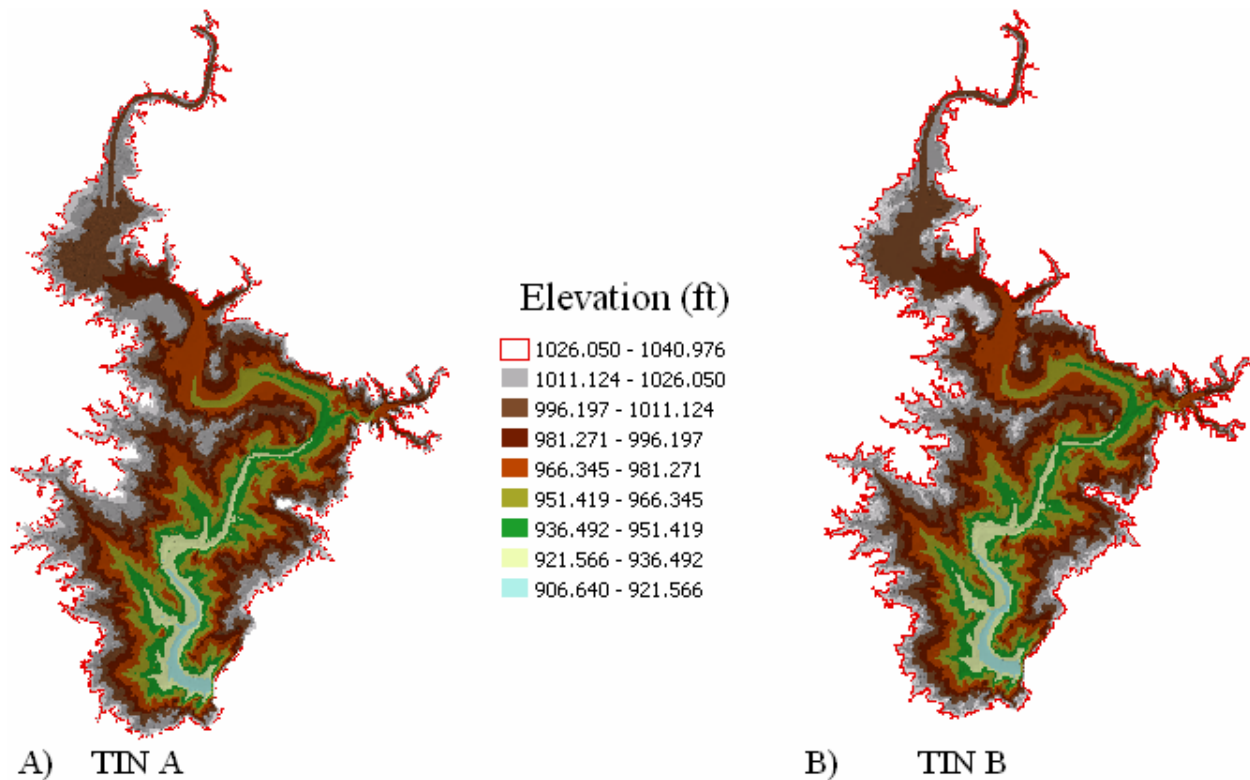 Elevation (ft)
1026.050 - 1040.976
1011.124 - 1026.050
996.197 - 1011.124
981.271 - 996.197
966.345 - 981.271
951.419 - 966.345
936.492 - 951.419
921.566 - 936.492
906.640 - 921.566
A) TIN A
B) TIN B